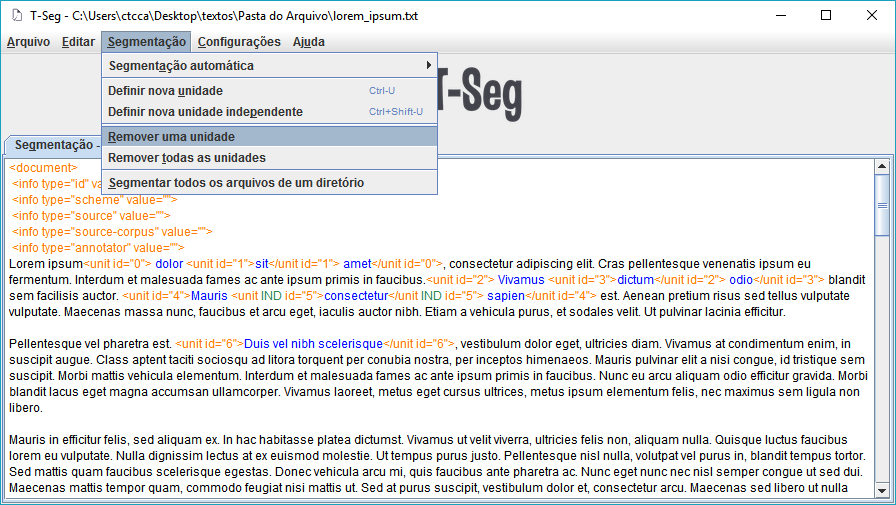 T-Seg - C:\Users\ctcca\Desktop\textos\Pasta do Arquivo\lorem_ipsum.txt
Arquivo Editar Segmentação Configurações Ajuda
Segmentação automática
T-Seg
Definir nova unidade Ctrl-U
Definir nova unidade independente Ctrl+Shift-U
Remover uma unidade
Segmentação -
Remover todas as unidades
<document>
Segmentar todos os arquivos de um diretório
<info type="id" va
<info type="scheme" value="">
<info type="source" value="">
<info type="source-corpus" value="">
<info type="annotator" value="">
Lorem ipsum<unit id="0"> dolor <unit id="1">sit</unit id="1"> amet</unit id="0">, consectetur adipiscing elit. Cras pellentesque venenatis ipsum eu
fermentum. Interdum et malesuada fames ac ante ipsum primis in faucibus.<unit id="2"> Vivamus <unit id="3">dictum</unit id="2"> odio</unit id="3"> blandit
sem facilisis auctor. <unit id="4">Mauris <unit IND id="5">consectetur</unit IND id="5"> sapien</unit id="4"> est. Aenean pretium risus sed tellus vulputate
vulputate. Maecenas massa nunc, faucibus et arcu eget, iaculis auctor nibh. Etiam a vehicula purus, et sodales velit. Ut pulvinar lacinia efficitur.
Pellentesque vel pharetra est. <unit id="6">Duis vel nibh scelerisque</unit id="6">, vestibulum dolor eget, ultricies diam. Vivamus at condimentum enim, in
suscipit augue. Class aptent taciti sociosqu ad litora torquent per conubia nostra, per inceptos himenaeos. Mauris pulvinar elit a nisi congue, id tristique sem
suscipit. Morbi mattis vehicula elementum. Interdum et malesuada fames ac ante ipsum primis in faucibus. Nunc eu arcu aliquam odio efficitur gravida. Morbi
blandit lacus eget magna accumsan ullamcorper. Vivamus laoreet, metus eget cursus ultrices, metus ipsum elementum felis, nec maximus sem ligula non
libero.
Mauris in efficitur felis, sed aliquam ex. In hac habitasse platea dictumst. Vivamus ut velit viverra, ultricies felis non, aliquam nulla. Quisque luctus faucibus
lorem eu vulputate. Nulla dignissim lectus at ex euismod molestie. Ut tempus purus justo. Pellentesque nisl nulla, volutpat vel purus in, blandit tempus tortor.
Sed mattis quam faucibus scelerisque egestas. Donec vehicula arcu mi, quis faucibus ante pharetra ac. Nunc eget nunc nec nisl semper congue ut sed dui.
Maecenas mattis tempor quam, commodo feugiat nisi mattis ut. Sed at purus suscipit, vestibulum dolor et, consectetur arcu. Maecenas sed libero ut nulla